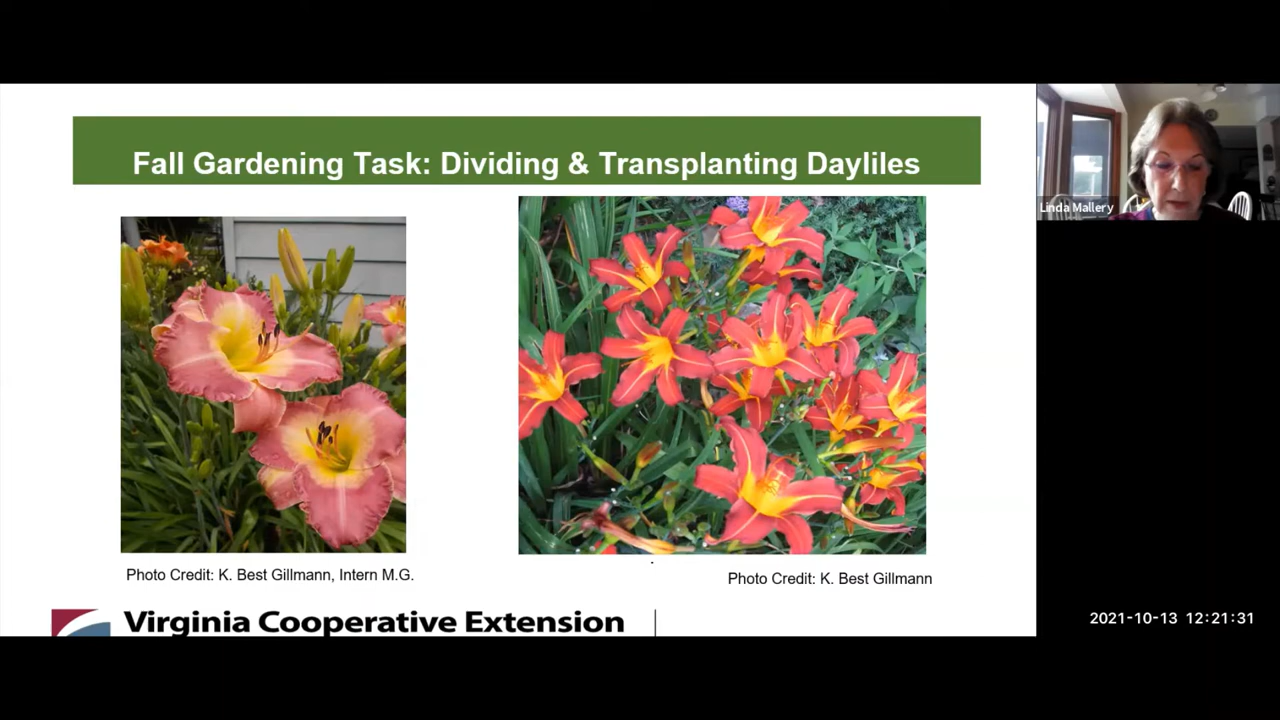 Fall Gardening Task: Dividing & Transplanting Dayliles
Linda Mallery
Photo Credit: K. Best Gillmann, Intern M.G.
Photo Credit: K. Best Gillmann
Virginia Cooperative Extension
2021-10-13 12:21:31